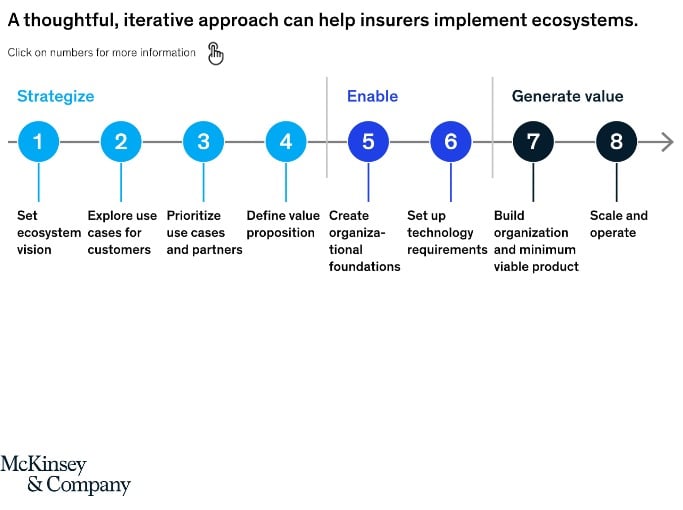 A thoughtful, iterative approach can help insurers implement ecosystems.
Click on numbers for more information
Strategize
Enable
Generate value
1
2
3
4
5
6
7
8
Set
ecosystem
vision
Explore use
cases for
customers
Prioritize
use cases
and partners
Define value
proposition
Create
organiza-
tional
foundations
Set up
technology
requirements
Build
organization
and minimum
viable product
Scale and
operate
McKinsey
& Company